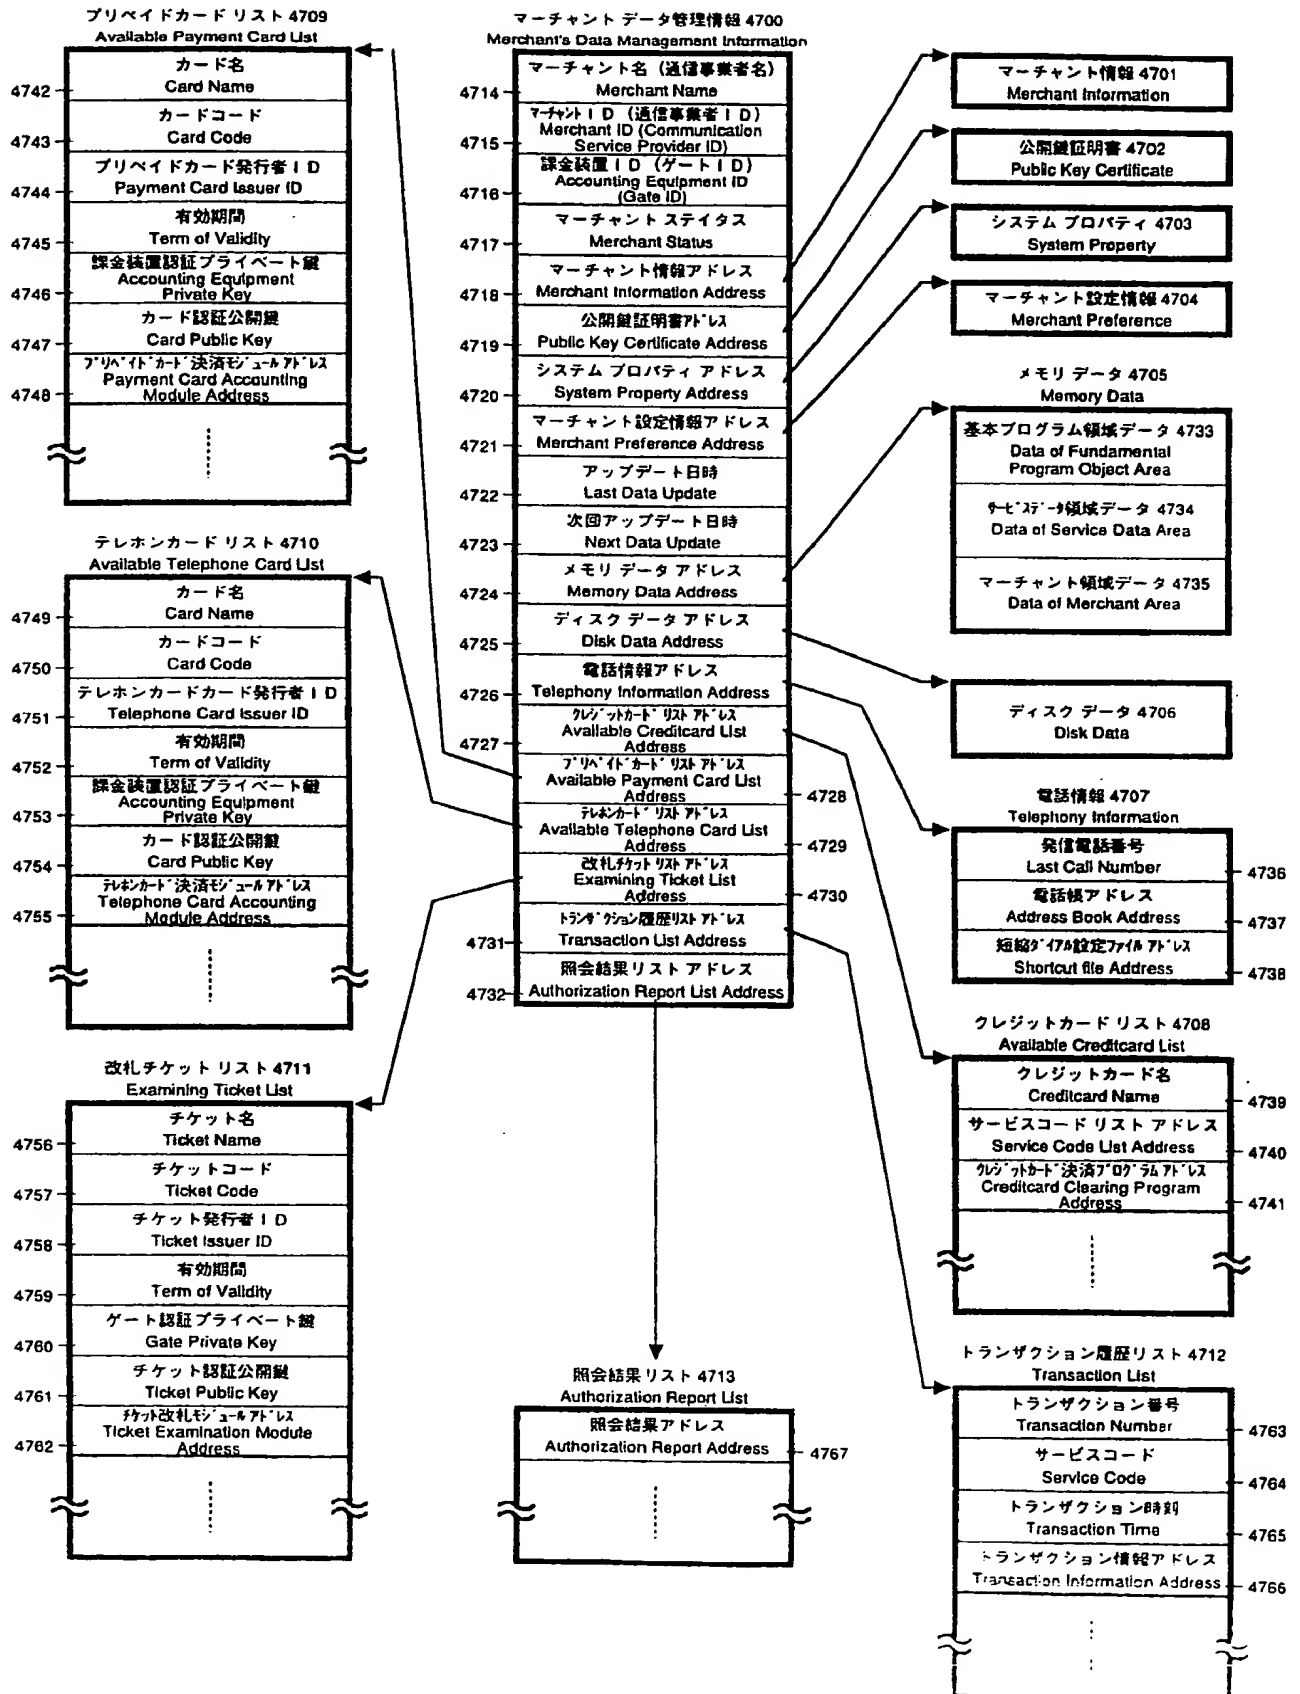 プリペイドカード リスト 4709
Available Payment Card List
カード名
Card Name
4742
カードコード
Card Code
4743
プリペイドカード発行者ID
Payment Card Issuer ID
4744
有効期間
Term of Validity
4745
課金装置認証プライベート鍵
Accounting Equipment
Private Key
4746
カード認証公開鍵
Card Public Key
4747
プリペイドカード決済モジュールアドレス
Payment Card Accounting
Module Address
4748
テレホンカード リスト 4710
Available Telephone Card List
カード名
Card Name
4749
カードコード
Card Code
4750
テレホンカードカード発行者ID
Telephone Card Issuer ID
4751
有効期間
Term of Validity
4752
課金装置認証プライベート鍵
Accounting Equipment
Private Key
4753
カード認証公開鍵
Card Public Key
4754
テレホンカード決済モジュールアドレス
Telephone Card Accounting
Module Address
4755
改札チケット リスト 4711
Examining Ticket List
チケット名
Ticket Name
4756
チケットコード
Ticket Code
4757
チケット発行者ID
Ticket Issuer ID
4758
有効期間
Term of Validity
4759
ゲート認証プライベート鍵
Gate Private Key
4760
チケット認証公開鍵
Ticket Public Key
4761
チケット改札モジュールアドレス
Ticket Examination Module
Address
4762
マーチャント データ管理情報 4700
Merchant's Data Management Information
マーチャント名（通信事業者名）
Merchant Name
4714
マーチャントID（通信事業者ID）
Merchant ID (Communication
Service Provider ID)
4715
課金装置ID（ゲートID）
Accounting Equipment ID
(Gate ID)
4716
マーチャント ステイタス
Merchant Status
4717
マーチャント情報アドレス
Merchant Information Address
4718
公開鍵証明書アドレス
Public Key Certificate Address
4719
システム プロパティ アドレス
System Property Address
4720
マーチャント設定情報アドレス
Merchant Preference Address
4721
アップデート日時
Last Data Update
4722
次回アップデート日時
Next Data Update
4723
メモリ データ アドレス
Memory Data Address
4724
ディスク データ アドレス
Disk Data Address
4725
電話情報アドレス
Telephony Information Address
4726
クレジットカード リスト アドレス
Available Creditcard List
Address
4727
プリペイドカード リスト アドレス
Available Payment Card List
Address
4728
テレホンカード リスト アドレス
Available Telephone Card List
Address
4729
改札チケット リスト アドレス
Examining Ticket List
Address
4730
トランザクション履歴リスト アドレス
Transaction List Address
4731
照会結果リスト アドレス
Authorization Report List Address
4732
照会結果リスト 4713
Authorization Report List
照会結果アドレス
Authorization Report Address
4767
マーチャント情報 4701
Merchant Information
公開鍵証明書 4702
Public Key Certificate
システム プロパティ 4703
System Property
マーチャント設定情報 4704
Merchant Preference
メモリ データ 4705
Memory Data
基本プログラム領域データ 4733
Data of Fundamental
Program Object Area
サービスデータ領域データ 4734
Data of Service Data Area
マーチャント領域データ 4735
Data of Merchant Area
ディスク データ 4706
Disk Data
電話情報 4707
Telephony Information
発信電話番号
Last Call Number
4736
電話帳アドレス
Address Book Address
4737
短縮ダイアル設定ファイル アドレス
Shortcut file Address
4738
クレジットカード リスト 4708
Available Creditcard List
クレジットカード名
Creditcard Name
4739
サービスコード リスト アドレス
Service Code List Address
4740
クレジットカード決済プログラム アドレス
Creditcard Clearing Program
Address
4741
トランザクション履歴リスト 4712
Transaction List
トランザクション番号
Transaction Number
4763
サービスコード
Service Code
4764
トランザクション時刻
Transaction Time
4765
トランザクション情報アドレス
Transaction Information Address
4766